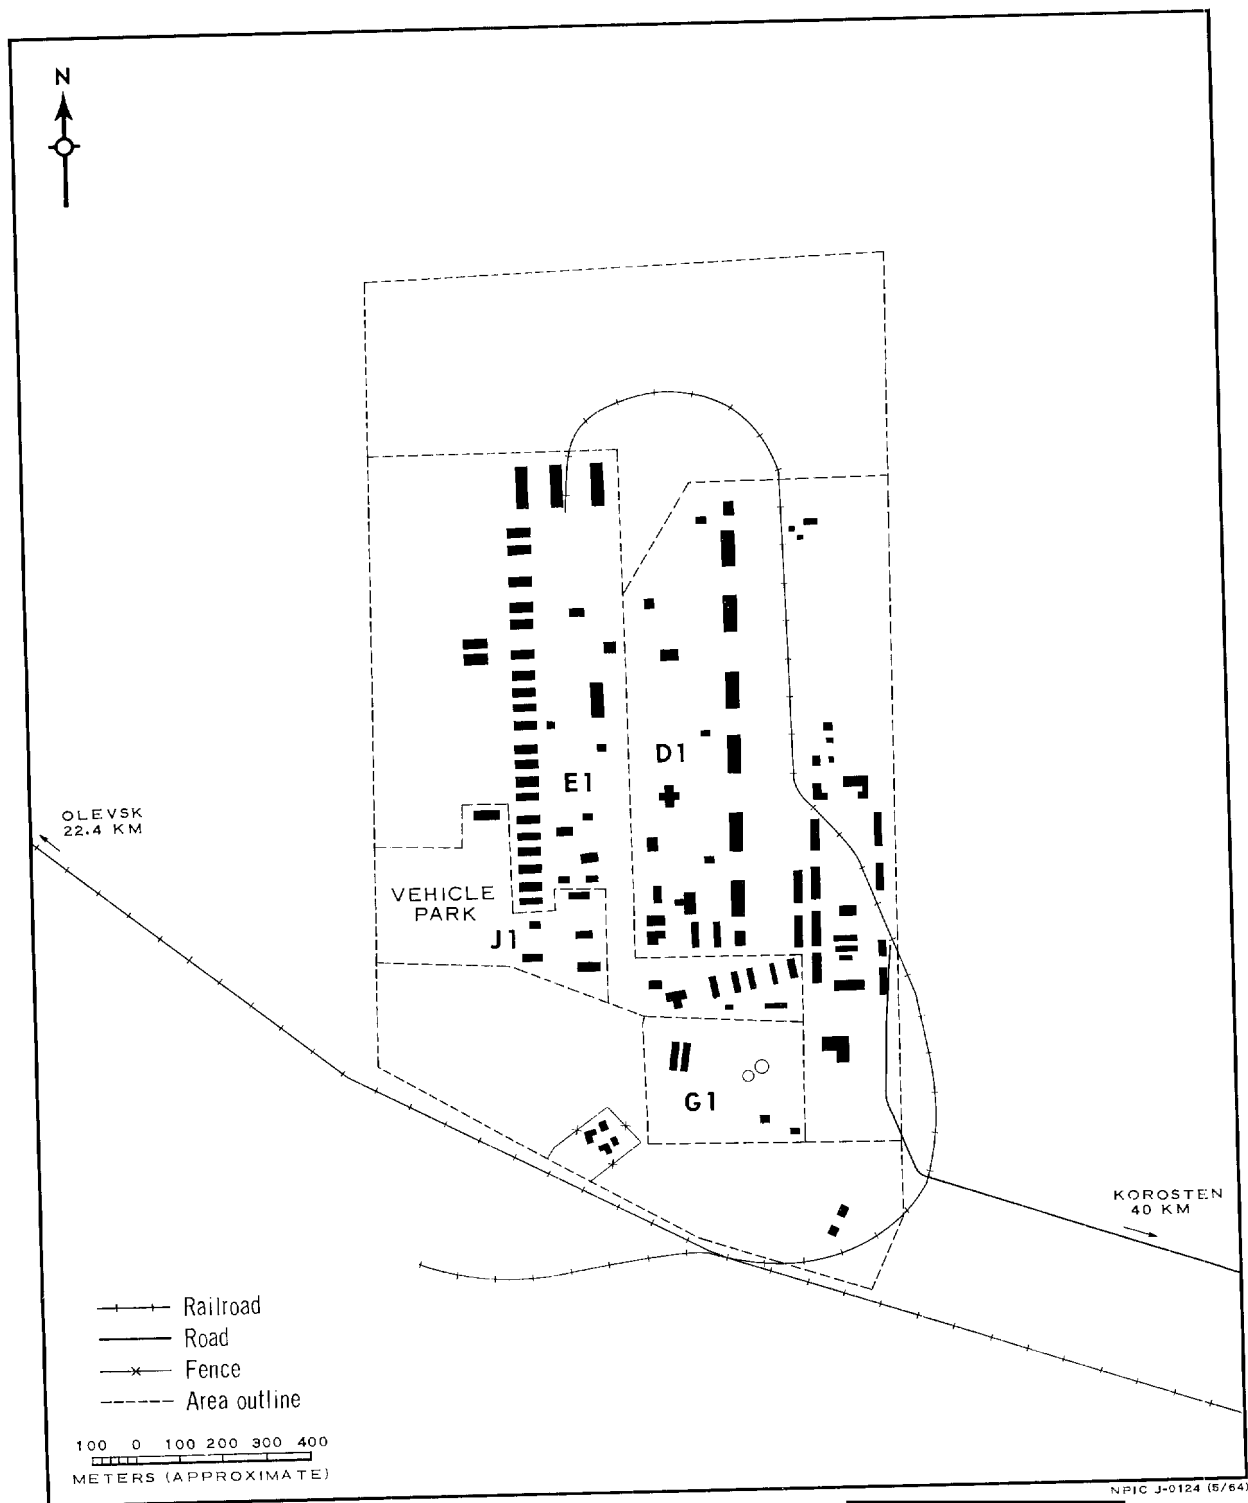 N
D1
E1
OLEVSK
22.4 KM
VEHICLE
PARK
J1
G1
KOROSTEN
40 KM
Railroad
Road
Fence
Area outline
100 0 100 200 300 400
METERS (APPROXIMATE)
NPIC J-0124 (5/64)